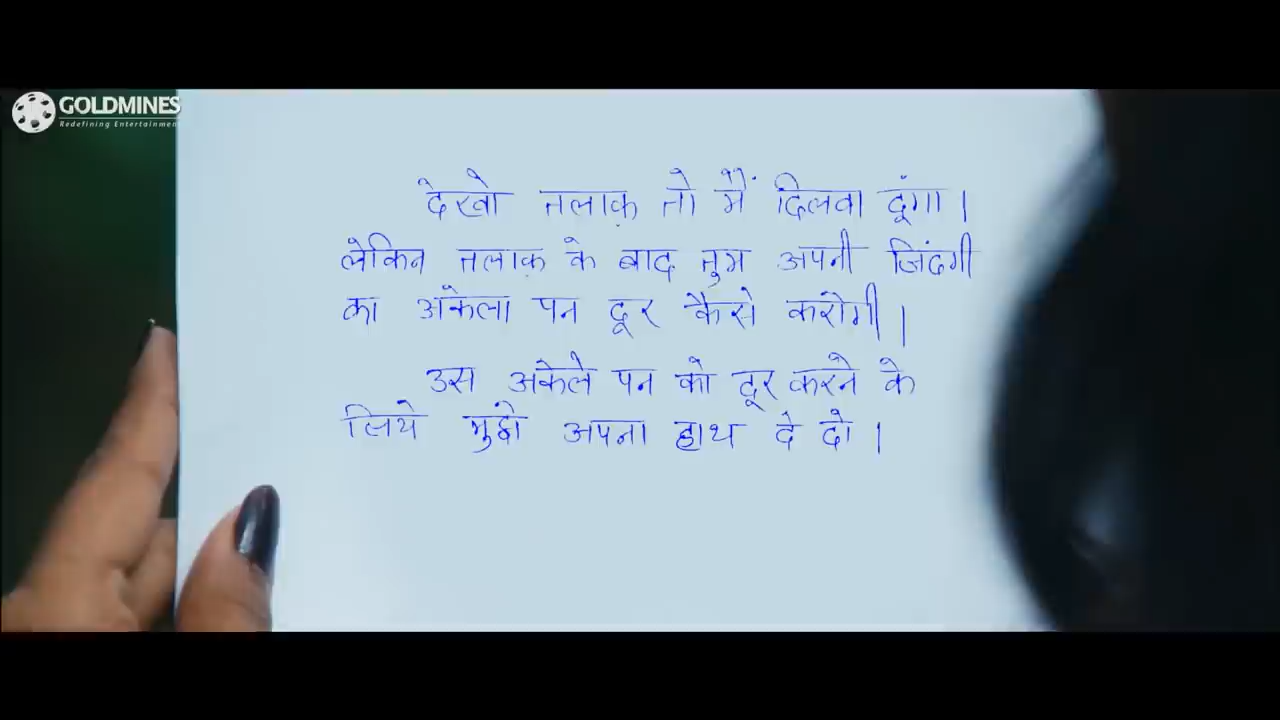 GOLDMINES
Redefining Entertainment
देखो तलाक़ तो मैं दिलवा दूंगा।
लेकिन तलाक़ के बाद तुम अपनी जिंदगी
का अकेला पन दूर कैसे करोगी।
उस अकेले पन को दूर करने के
लिये मुझे अपना हाथ दे दो।